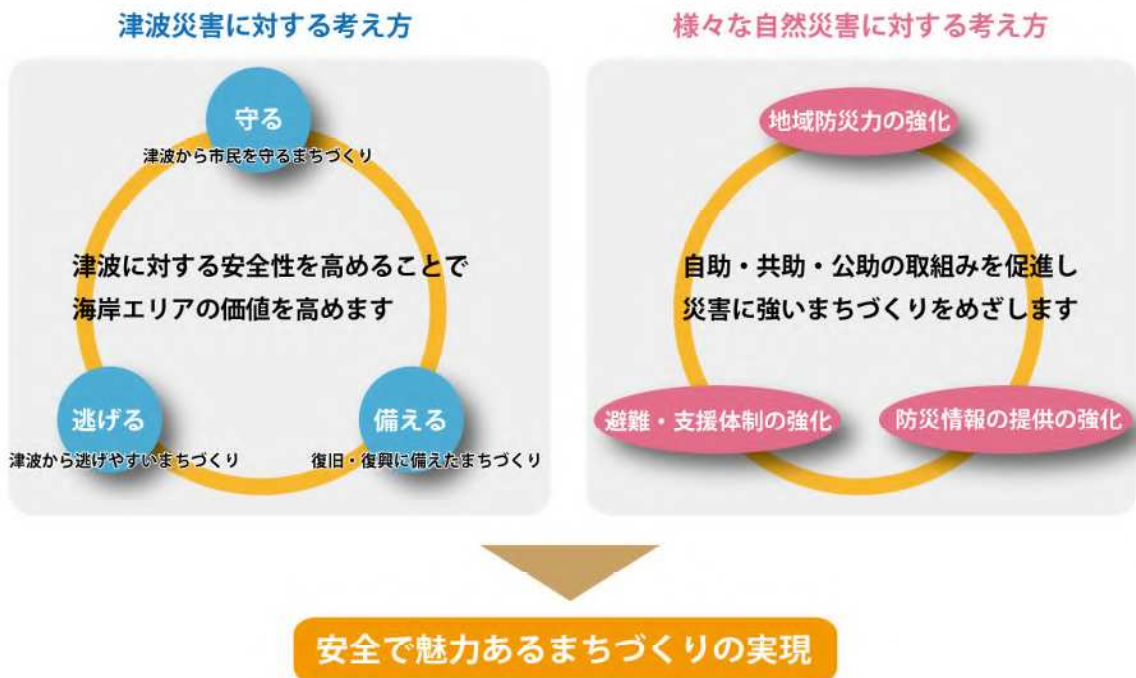 津波災害に対する考え方
守る
津波から市民を守るまちづくり
津波に対する安全性を高めることで
海岸エリアの価値を高めます
逃げる
津波から逃げやすいまちづくり
備える
復旧・復興に備えたまちづくり
様々な自然災害に対する考え方
地域防災力の強化
自助・共助・公助の取組みを促進し
災害に強いまちづくりをめざします
避難・支援体制の強化
防災情報の提供の強化
安全で魅力あるまちづくりの実現